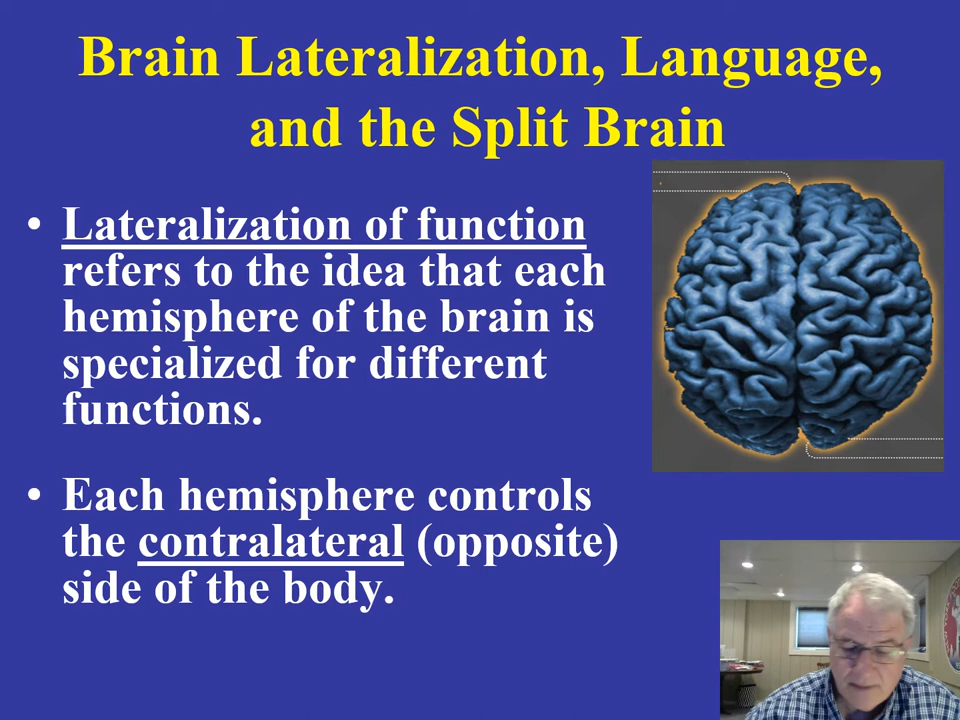 Brain Lateralization, Language,
and the Split Brain
• Lateralization of function
refers to the idea that each
hemisphere of the brain is
specialized for different
functions.
• Each hemisphere controls
the contralateral (opposite)
side of the body.